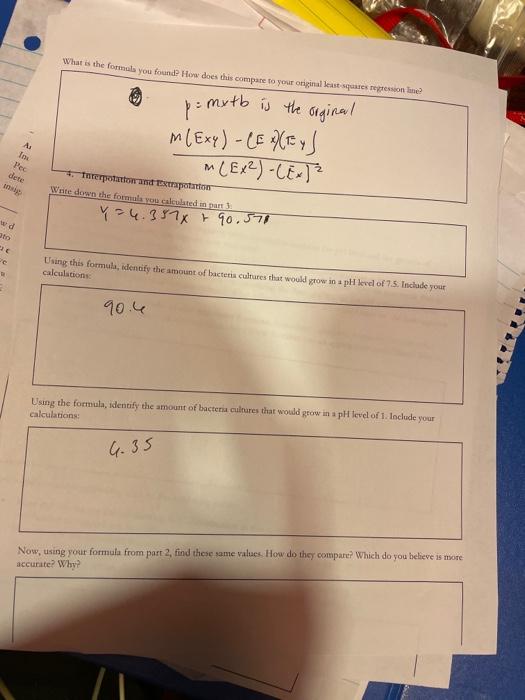 What is the formula you found? How does this compare to your original least-squares regression line?
p = mx+b is the orginal
m(Exy) - (Ex)(Ey)
m(Ex²) - (Ex)²
4. Interpolation and Extrapolation
Write down the formula you calculated in part 3:
Y = 4.357x + 90.571
Using this formula, identify the amount of bacteria cultures that would grow in a pH level of 7.5. Include your
calculations:
90.4
Using the formula, identify the amount of bacteria cultures that would grow in a pH level of 1. Include your
calculations:
4.35
Now, using your formula from part 2, find these same values. How do they compare? Which do you believe is more
accurate? Why?